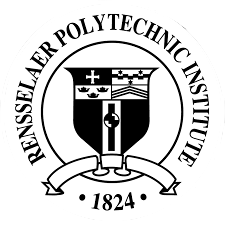 RENSSELAER POLYTECHNIC INSTITUTE
· 1824 ·